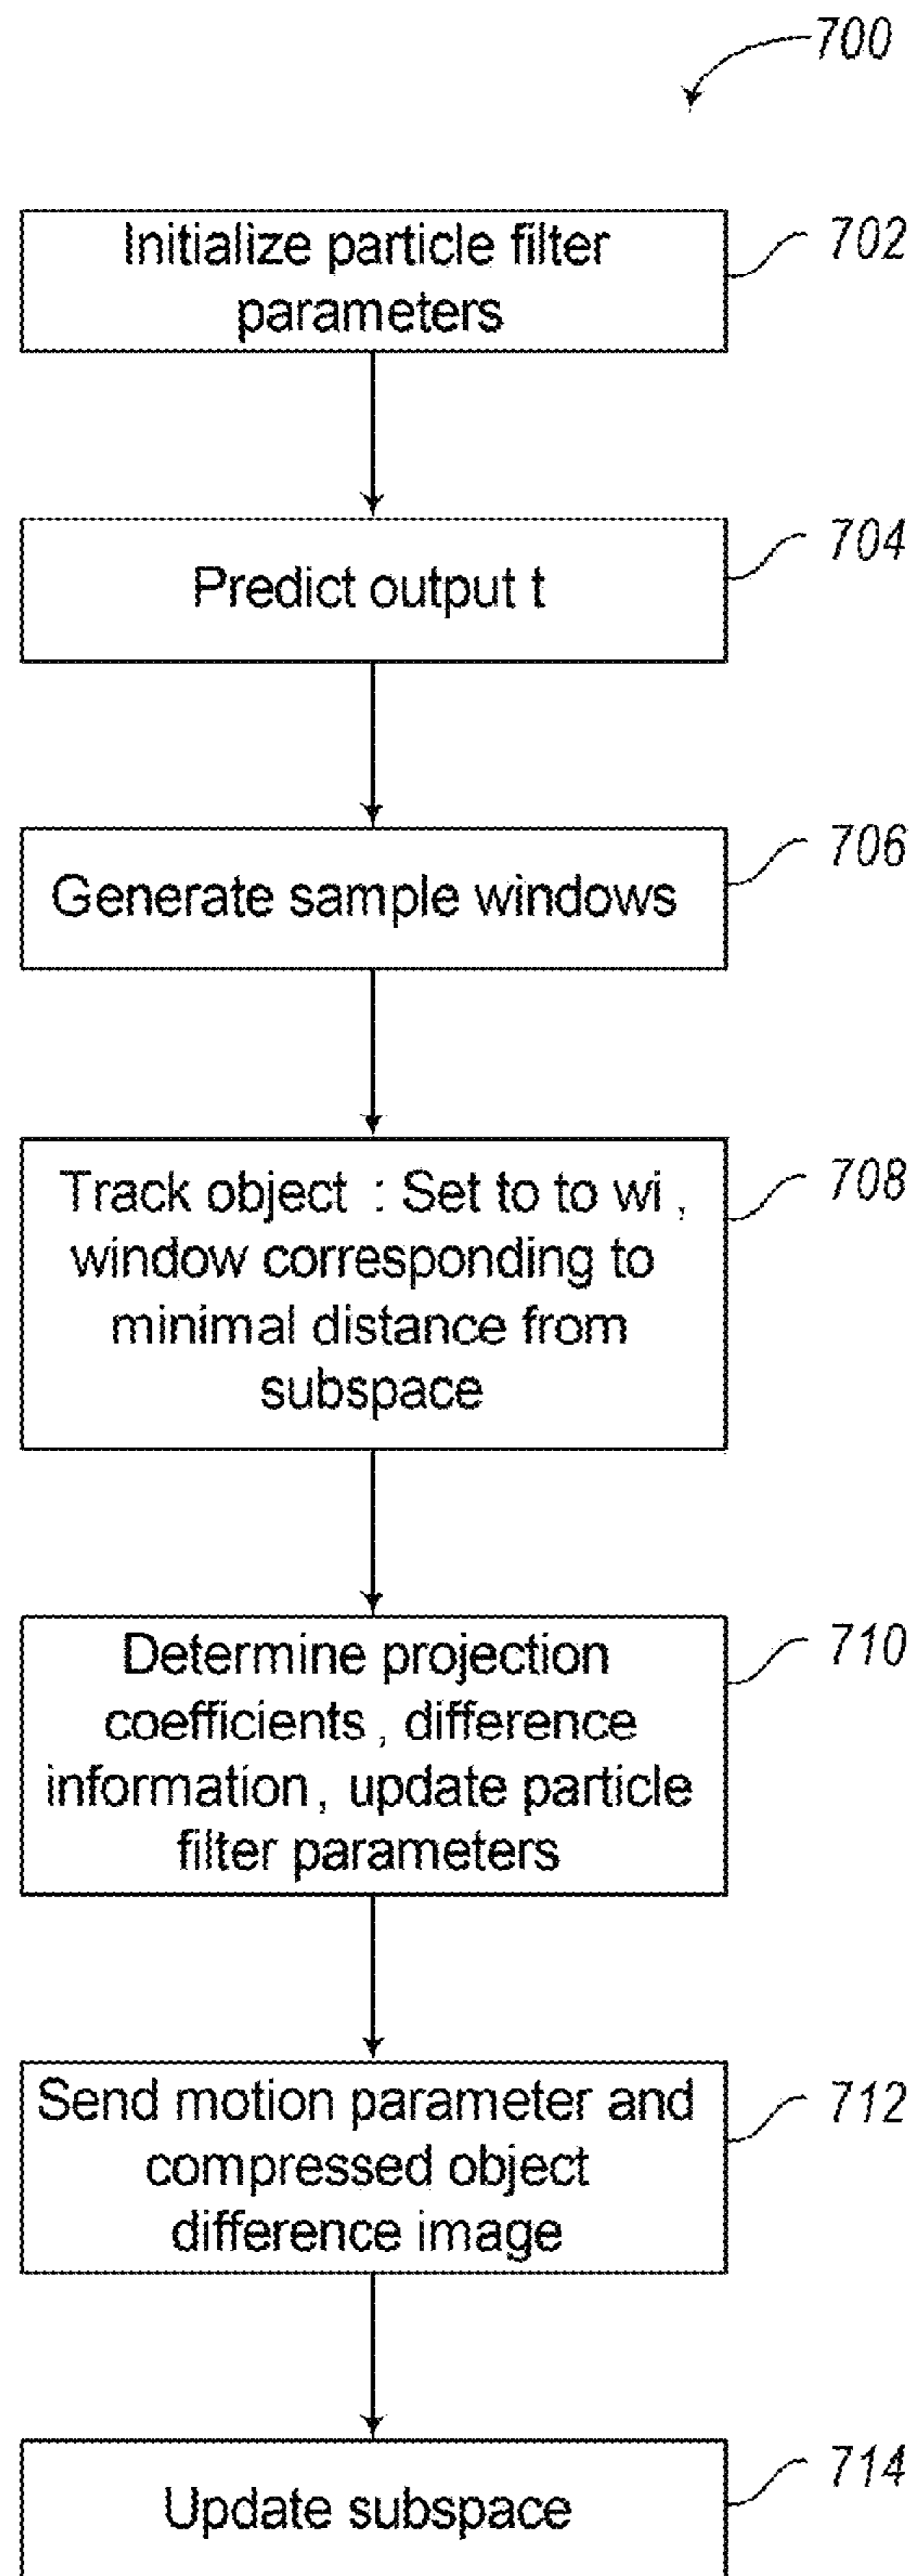 700
Initialize particle filter
parameters
702
Predict output t
704
Generate sample windows
706
Track object : Set to to wi ,
window corresponding to
minimal distance from
subspace
708
Determine projection
coefficients , difference
information , update particle
filter parameters
710
Send motion parameter and
compressed object
difference image
712
Update subspace
714